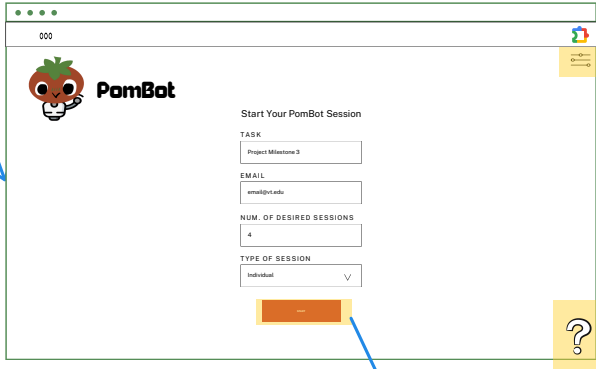 PomBot
Start Your PomBot Session
TASK
Project Milestone 3
EMAIL
email@vt.edu
NUM. OF DESIRED SESSIONS
4
TYPE OF SESSION
Individual
?